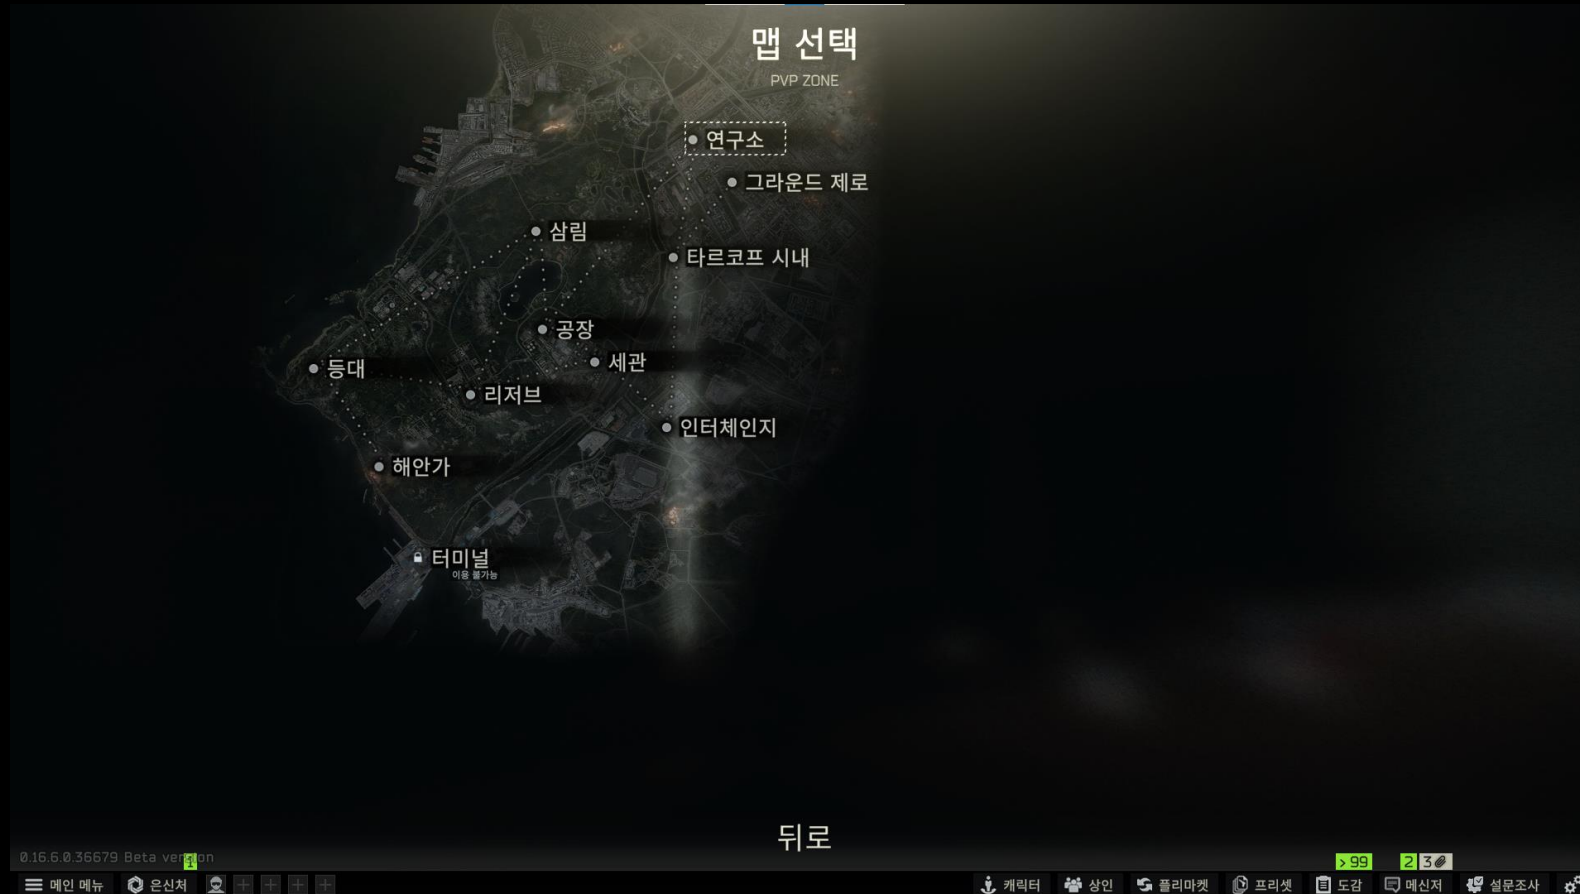 맵 선택
PVP ZONE
연구소
그라운드 제로
삼림
타르코프 시내
공장
세관
등대
리저브
인터체인지
해안가
터미널
이용 불가능
뒤로
0.16.6.0.36679 Beta version
1
> 99
2 3
메인 메뉴 은신처 캐릭터 상인 플리마켓 프리셋 도감 메신저 설문조사